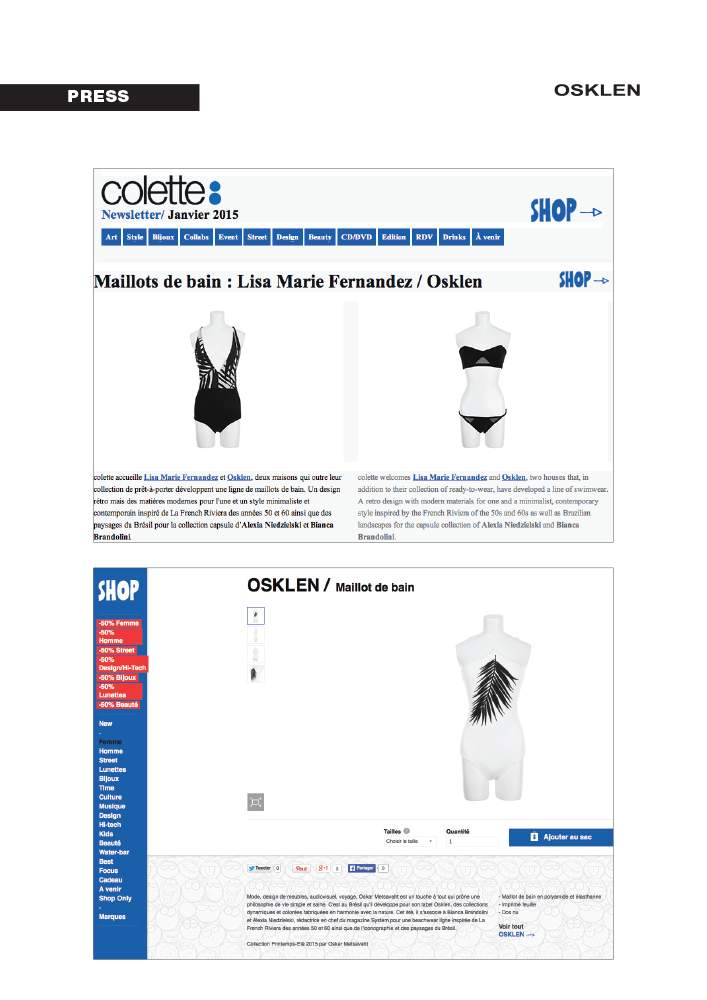 PRESS
OSKLEN
colette:
Newsletter/ Janvier 2015
SHOP
Art Style Bijoux Collabs Event Street Design Beauty CD/DVD Edition RDV Drinks À venir
Maillots de bain : Lisa Marie Fernandez / Osklen
SHOP
colette accueille Lisa Marie Fernandez et Osklen, deux maisons qui outre leur
collection de prêt-à-porter développent une ligne de maillots de bain. Un design
rétro mais des matières modernes pour l'une et un style minimaliste et
contemporain inspiré de La French Riviera des années 50 et 60 ainsi que des
paysages du Brésil pour la collection capsule d'Alexia Niedzielski et Bianca
Brandolini.
colette welcomes Lisa Marie Fernandez and Osklen, two houses that, in
addition to their collection of ready-to-wear, have developed a line of swimwear.
A retro design with modern materials for one and a minimalist, contemporary
style inspired by the French Riviera of the 50s and 60s as well as Brazilian
landscapes for the capsule collection of Alexia Niedzielski and Bianca
Brandolini.
SHOP
-50% Femme
-50%
Homme
-50% Street
-50%
Design/Hi-Tech
-50% Bijoux
-50%
Lunettes
-50% Beauté
New
-
Femme
Homme
Street
Lunettes
Bijoux
Time
Culture
Musique
Design
Hi-tech
Kids
Beauté
Water-bar
Best
Focus
Cadeau
A venir
Shop Only
-
Marques
OSKLEN / Maillot de bain
Tailles ?
Choisir la taille
Quantité
1
Ajouter au sac
Tweeter 0 Pin it +1 0 Partager 0
Mode, design de meubles, audiovisuel, voyage, Oskar Metsavaht est un touche à tout qui prône une
philosophie de vie simple et saine. C'est au Brésil qu'il développe pour son label Osklen, des collections
dynamiques et colorées fabriquées en harmonie avec la nature. Cet été, il s'associe à Bianca Brandolini
et Alexia Niedzielski, rédactrice en chef du magazine System pour une beachwear ligne inspirée de La
French Riviera des années 50 et 60 ainsi que de l'iconographie et des paysages du Brésil.
Collection Printemps-Eté 2015 par Oskar Metsavaht
- Maillot de bain en polyamide et élasthanne
- Imprimé feuille
- Dos nu
Voir tout
OSKLEN